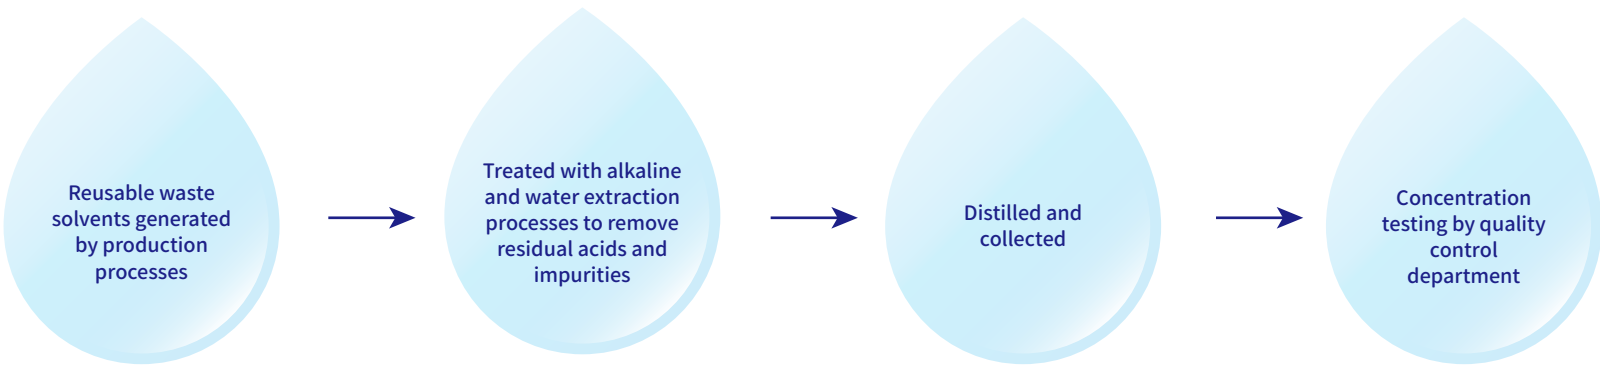 Reusable waste
solvents generated
by production
processes
Treated with alkaline
and water extraction
processes to remove
residual acids and
impurities
Distilled and
collected
Concentration
testing by quality
control
department